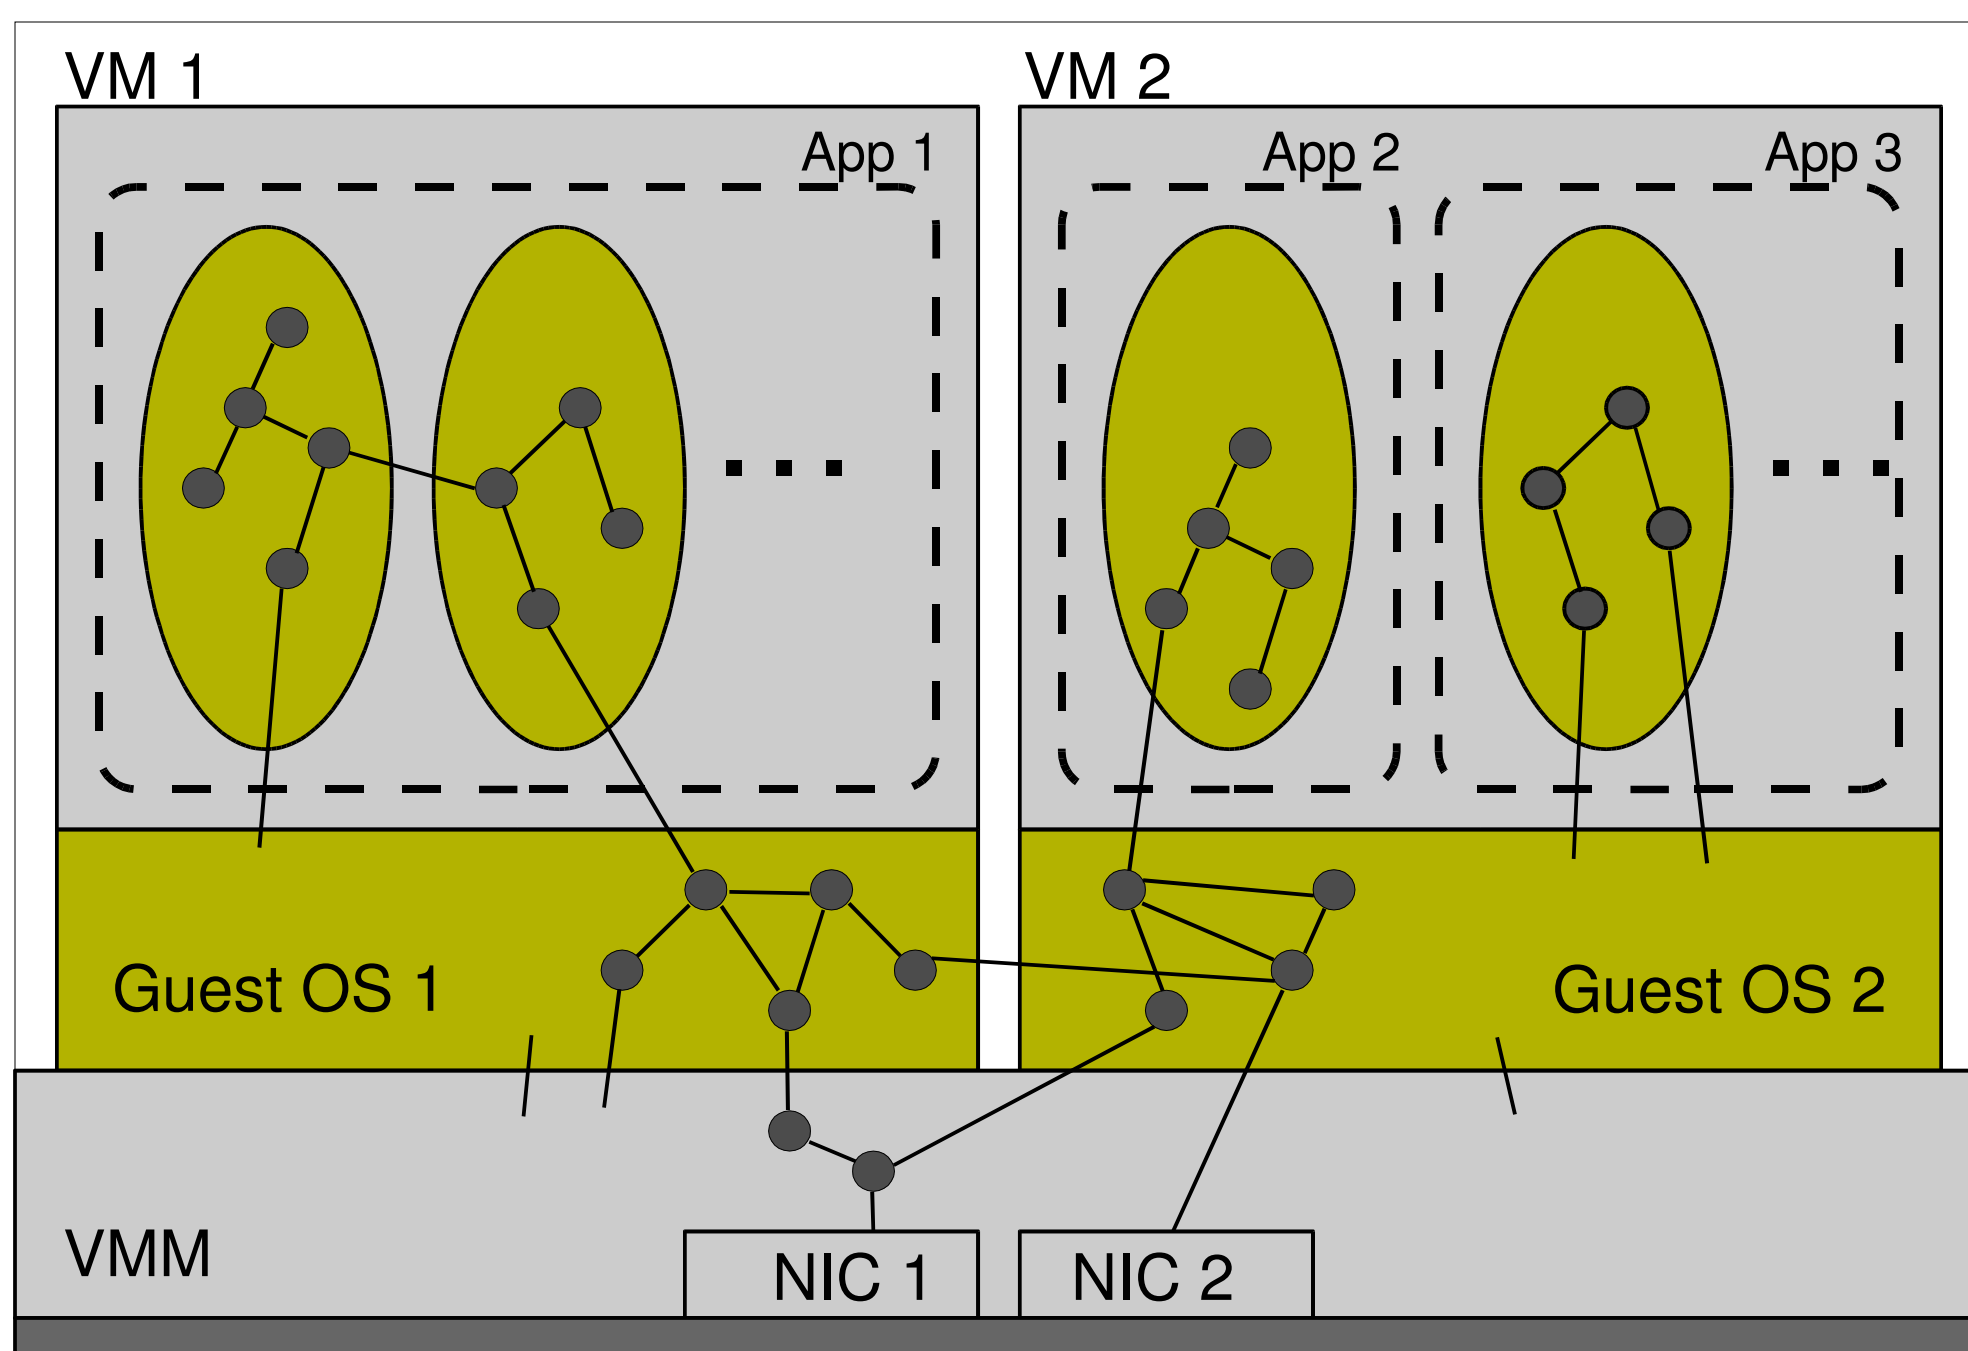 VM 1
VM 2
App 1
App 2
App 3
Guest OS 1
Guest OS 2
VMM
NIC 1
NIC 2